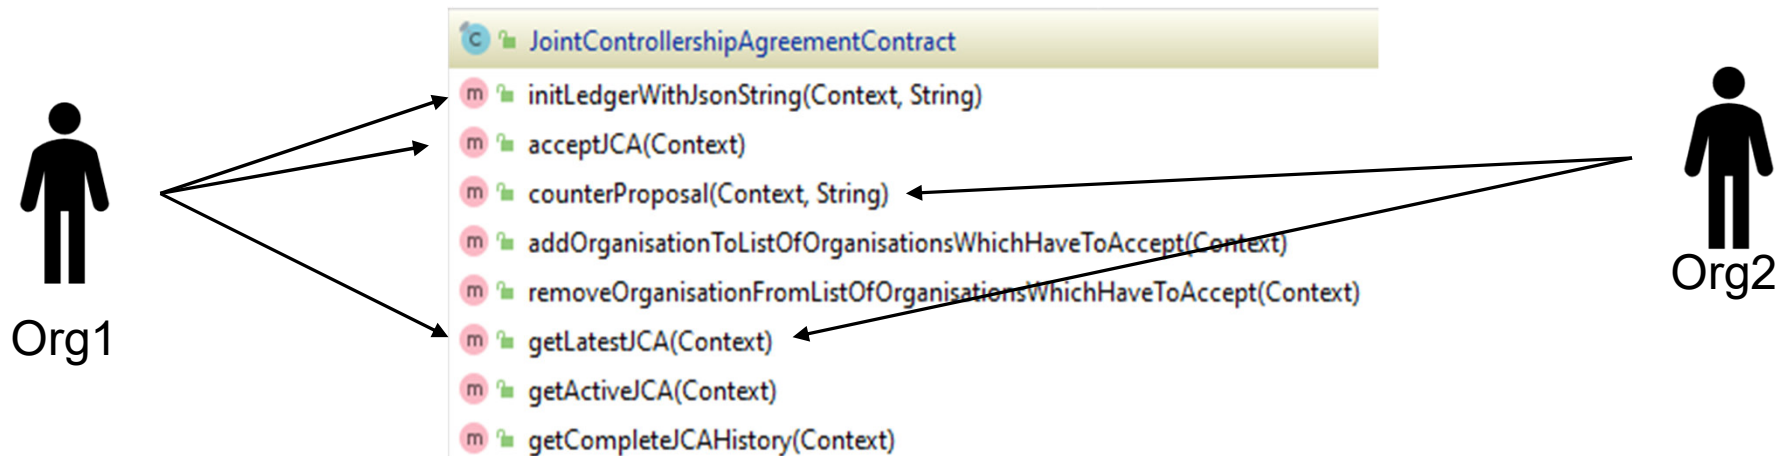 JointControllershipAgreementContract
initLedgerWithJsonString(Context, String)
acceptJCA(Context)
counterProposal(Context, String)
addOrganisationToListOfOrganisationsWhichHaveToAccept(Context)
removeOrganisationFromListOfOrganisationsWhichHaveToAccept(Context)
getLatestJCA(Context)
getActiveJCA(Context)
getCompleteJCAHistory(Context)
Org1
Org2